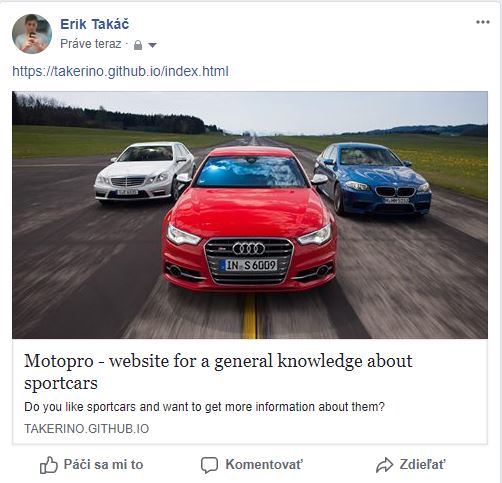 Erik Takáč
Práve teraz
https://takerino.github.io/index.html
IN-S6009
Motopro - website for a general knowledge about
sportcars
Do you like sportcars and want to get more information about them?
TAKERINO.GITHUB.IO
Páči sa mi to
Komentovať
Zdieľať